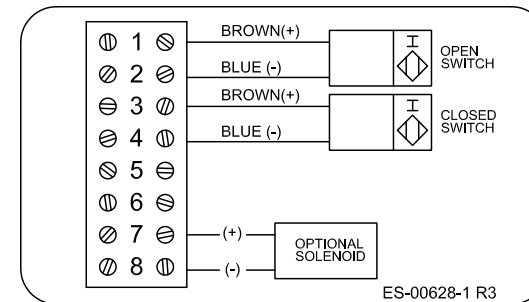 1 BROWN(+)
2 BLUE (-)
OPEN
SWITCH
3 BROWN(+)
4 BLUE (-)
CLOSED
SWITCH
5
6
7 (+)
8 (-)
OPTIONAL
SOLENOID
ES-00628-1 R3